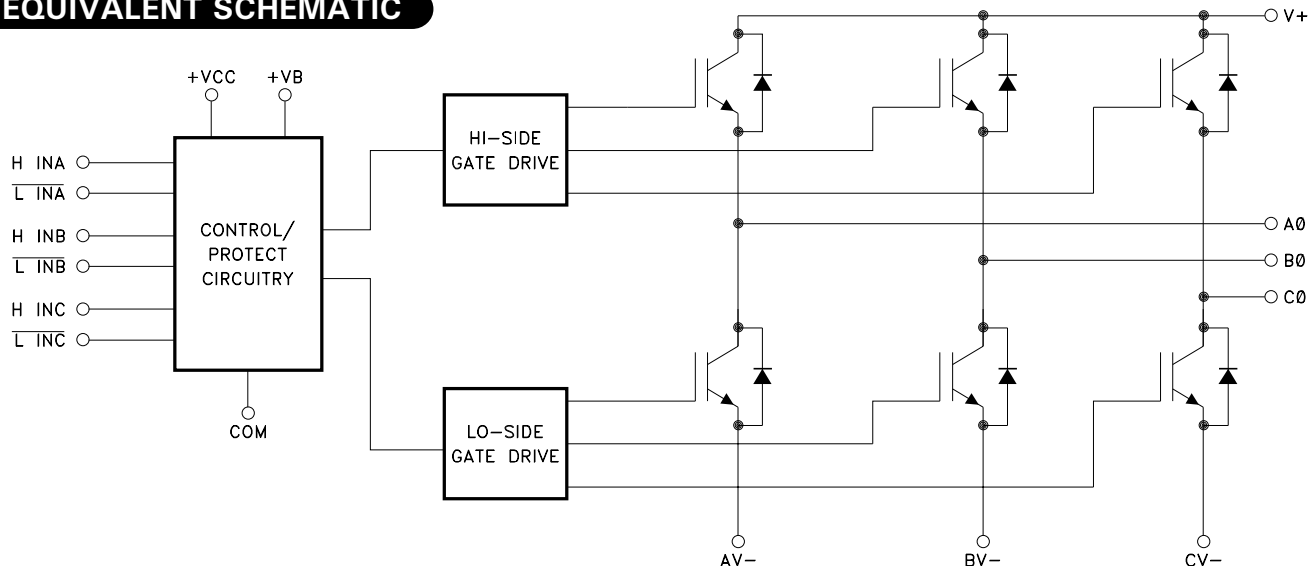 EQUIVALENT SCHEMATIC
V+
+VCC +VB
HI-SIDE
GATE DRIVE
H INA
L INA
H INB
L INB
H INC
L INC
CONTROL/
PROTECT
CIRCUITRY
AØ
BØ
CØ
COM
LO-SIDE
GATE DRIVE
AV-
BV-
CV-